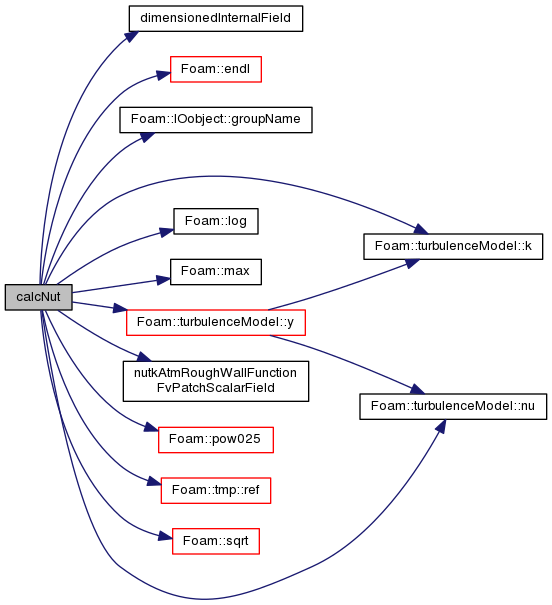 dimensionedInternalField
Foam::endl
Foam::IOobject::groupName
Foam::log
Foam::turbulenceModel::k
Foam::max
calcNut
Foam::turbulenceModel::y
nutkAtmRoughWallFunction
FvPatchScalarField
Foam::turbulenceModel::nu
Foam::pow025
Foam::tmp::ref
Foam::sqrt